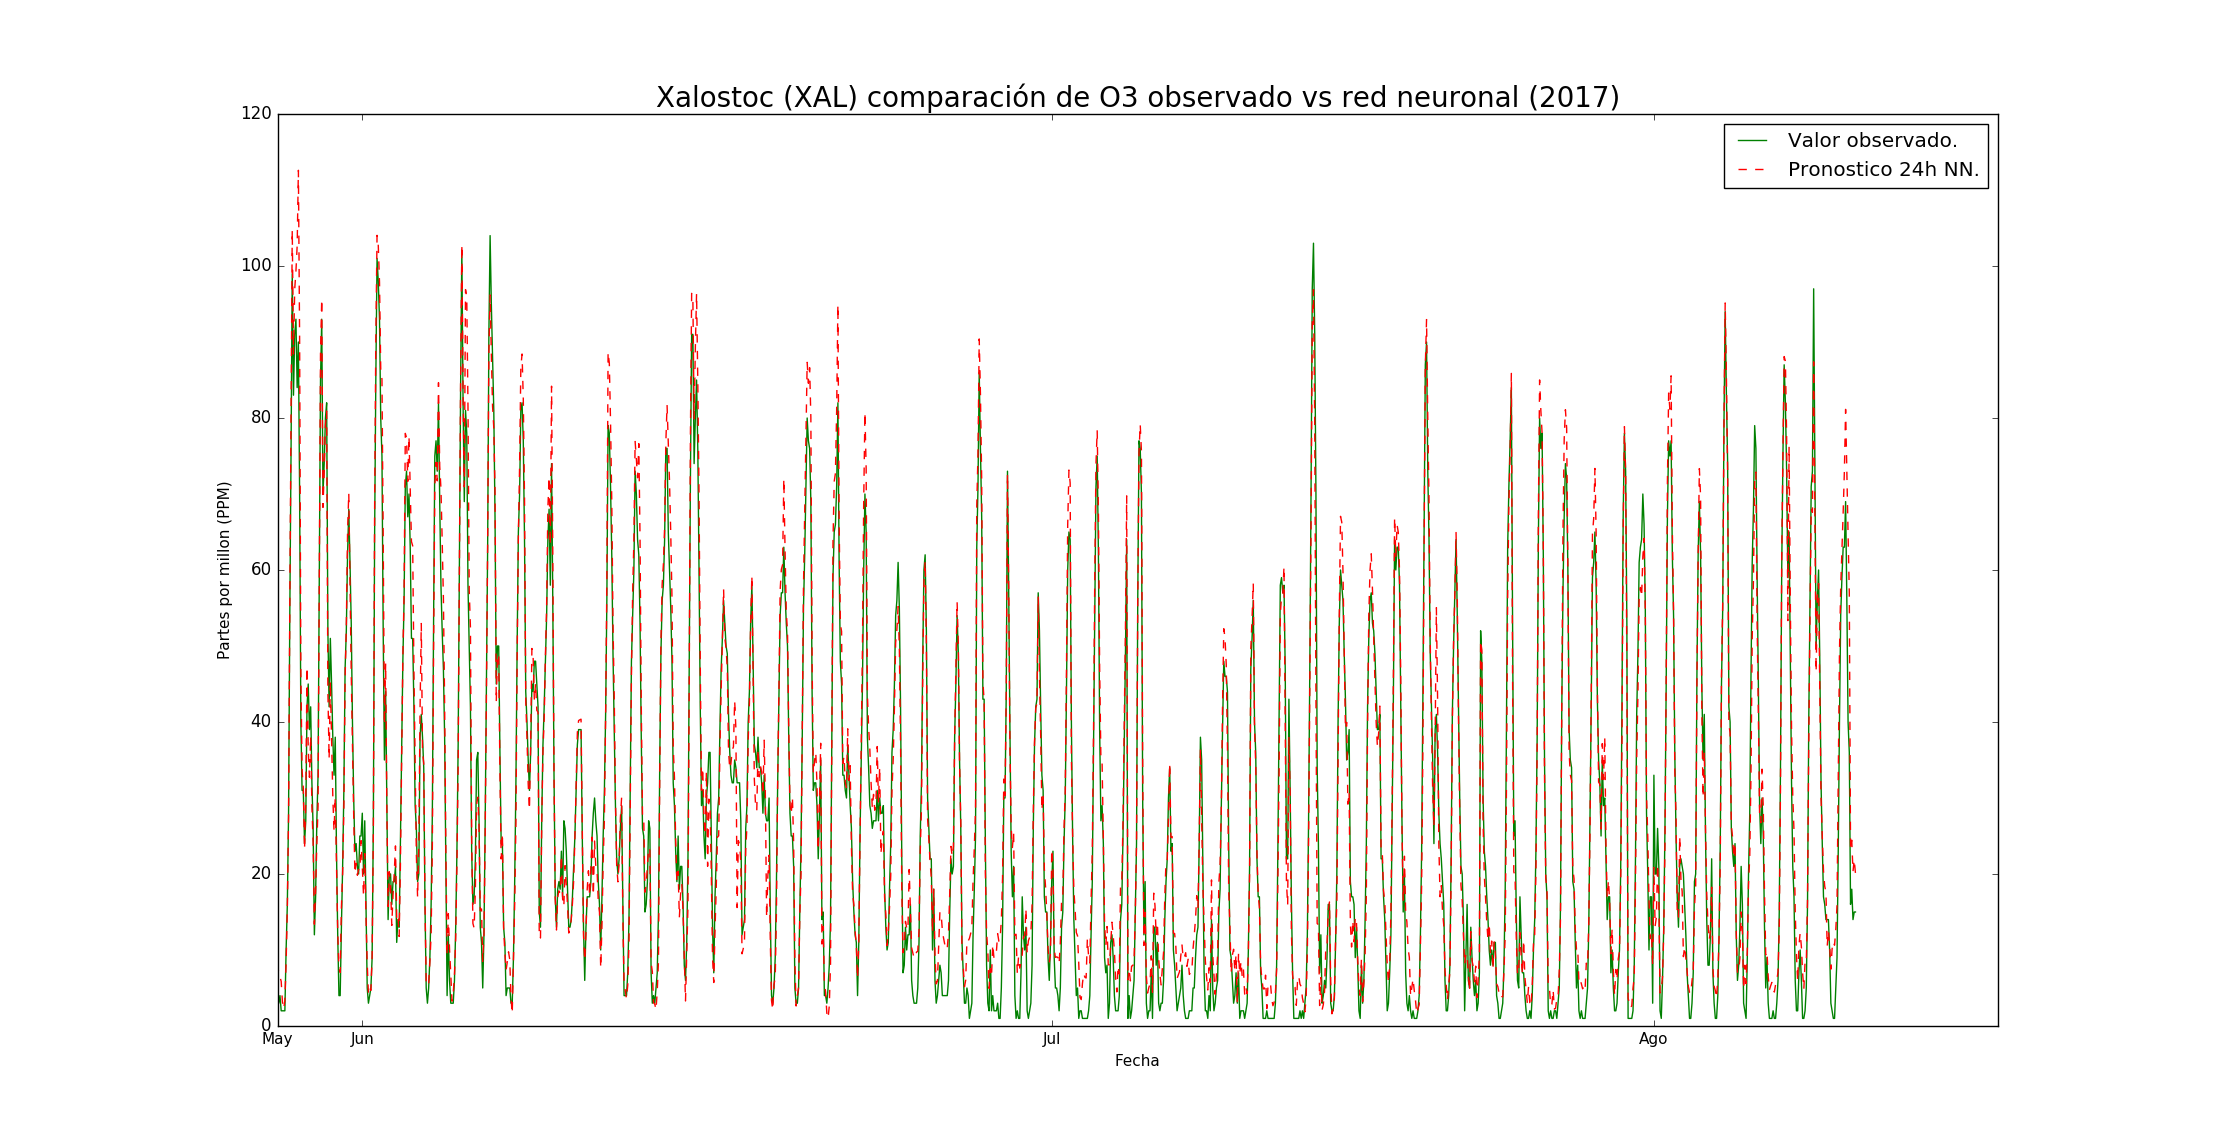 Xalostoc (XAL) comparación de O3 observado vs red neuronal (2017)
120
100
80
60
40
20
0
Partes por millon (PPM)
Valor observado.
Pronostico 24h NN.
May Jun Jul Ago
Fecha